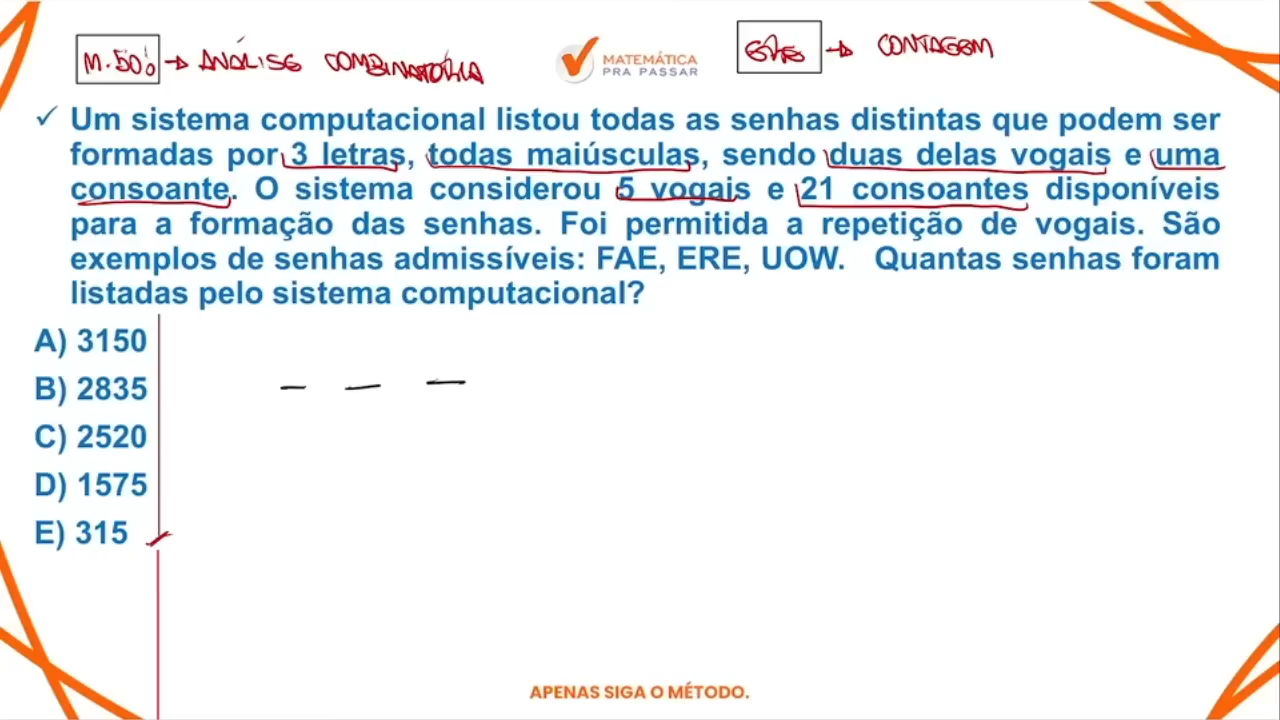 M.50% → ANÁLISE COMBINATÓRIA
MATEMÁTICA
PRA PASSAR
→ CONTAGEM
✓ Um sistema computacional listou todas as senhas distintas que podem ser
formadas por 3 letras, todas maiúsculas, sendo duas delas vogais e uma
consoante. O sistema considerou 5 vogais e 21 consoantes disponíveis
para a formação das senhas. Foi permitida a repetição de vogais. São
exemplos de senhas admissíveis: FAE, ERE, UOW. Quantas senhas foram
listadas pelo sistema computacional?
A) 3150
B) 2835
C) 2520
D) 1575
E) 315
APENAS SIGA O MÉTODO.